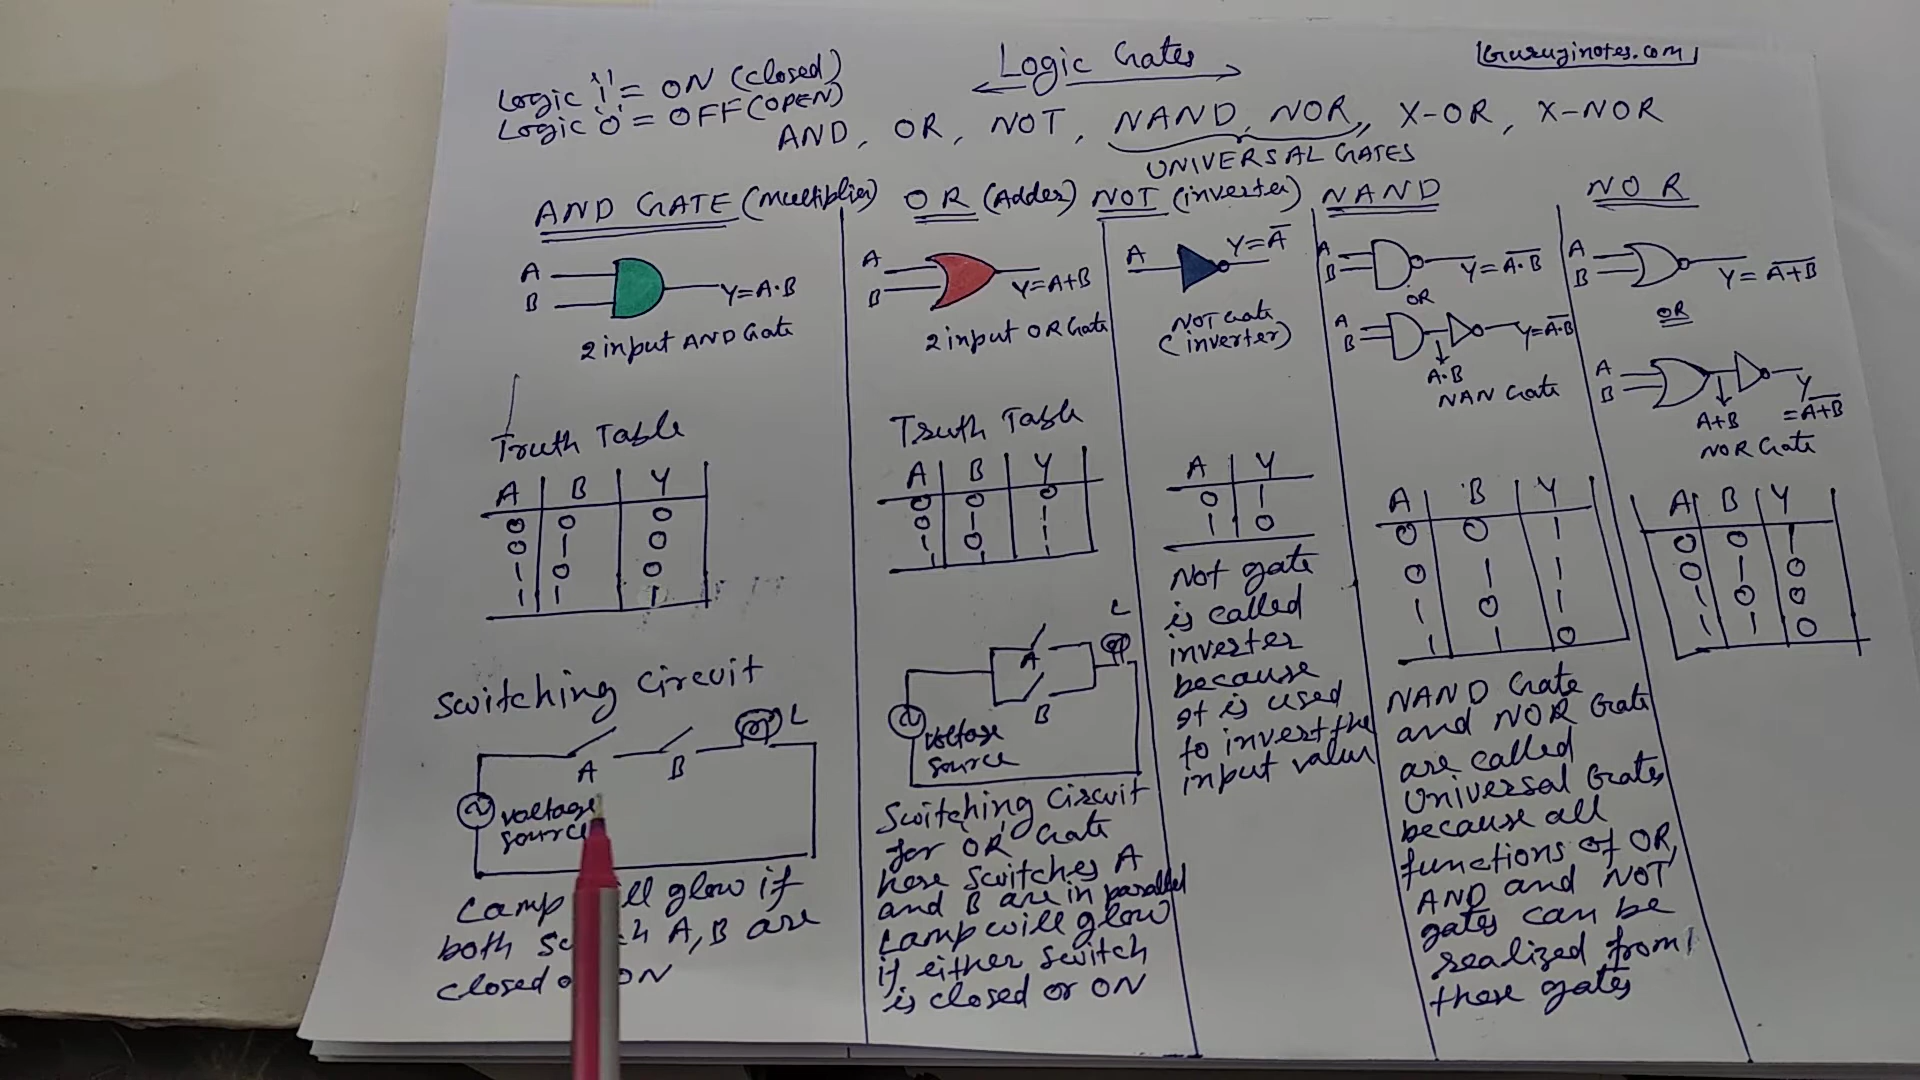 Logic '1' = ON (closed)
Logic '0' = OFF (OPEN)
Logic Gates
Gurujinotes.com
AND, OR, NOT, NAND, NOR, X-OR, X-NOR
UNIVERSAL GATES
AND GATE (multiplier)
A
B
Y=A·B
2 input AND Gate
Truth Table
A B Y
0 0 0
0 1 0
1 0 0
1 1 1
Switching Circuit
A B L
voltage
source
Lamp ll glow if
both A, B are
closed ON
OR (Adder)
A
B
Y=A+B
2 input OR Gate
Truth Table
A B Y
0 0 0
0 1 1
1 0 1
1 1 1
L
A
B
voltage
source
Switching Circuit
for OR Gate
here switches A
and B are in parallel
Lamp will glow
if either switch
is closed or ON
NOT (inverter)
A
Y=A̅
NOT Gate
(inverter)
A Y
0 1
1 0
Not gate
is called
inverter
because
It is used
to invert the
input value
NAND
A
B
Y=A̅·̅B̅
OR
A
B
Y=A̅·̅B̅
A·B
NAN Gate
A B Y
0 0 1
0 1 1
1 0 1
1 1 0
NAND Gate
and NOR Gate
are called
Universal Gates
because all
functions of OR,
AND and NOT
gates can be
realized from
these gates
NOR
A
B
Y=A̅+̅B̅
OR
A
B
Y
=A̅+̅B̅
A+B
NOR Gate
A B Y
0 0 1
0 1 0
1 0 0
1 1 0